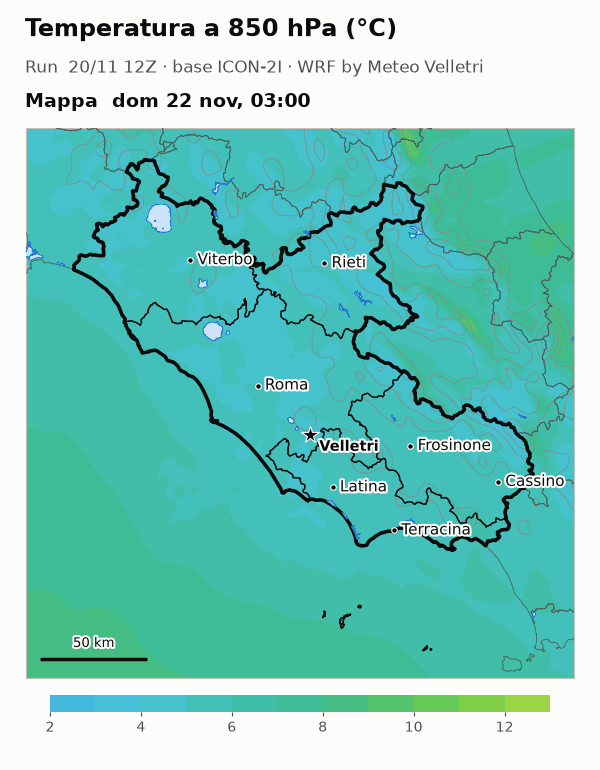 Temperatura a 850 hPa (°C)
Run  20/11 12Z · base ICON-2I · WRF by Meteo Velletri
Mappa  dom 22 nov, 03:00
Viterbo
Rieti
Roma
Velletri
Frosinone
Cassino
Latina
Terracina
50 km
2 4 6 8 10 12